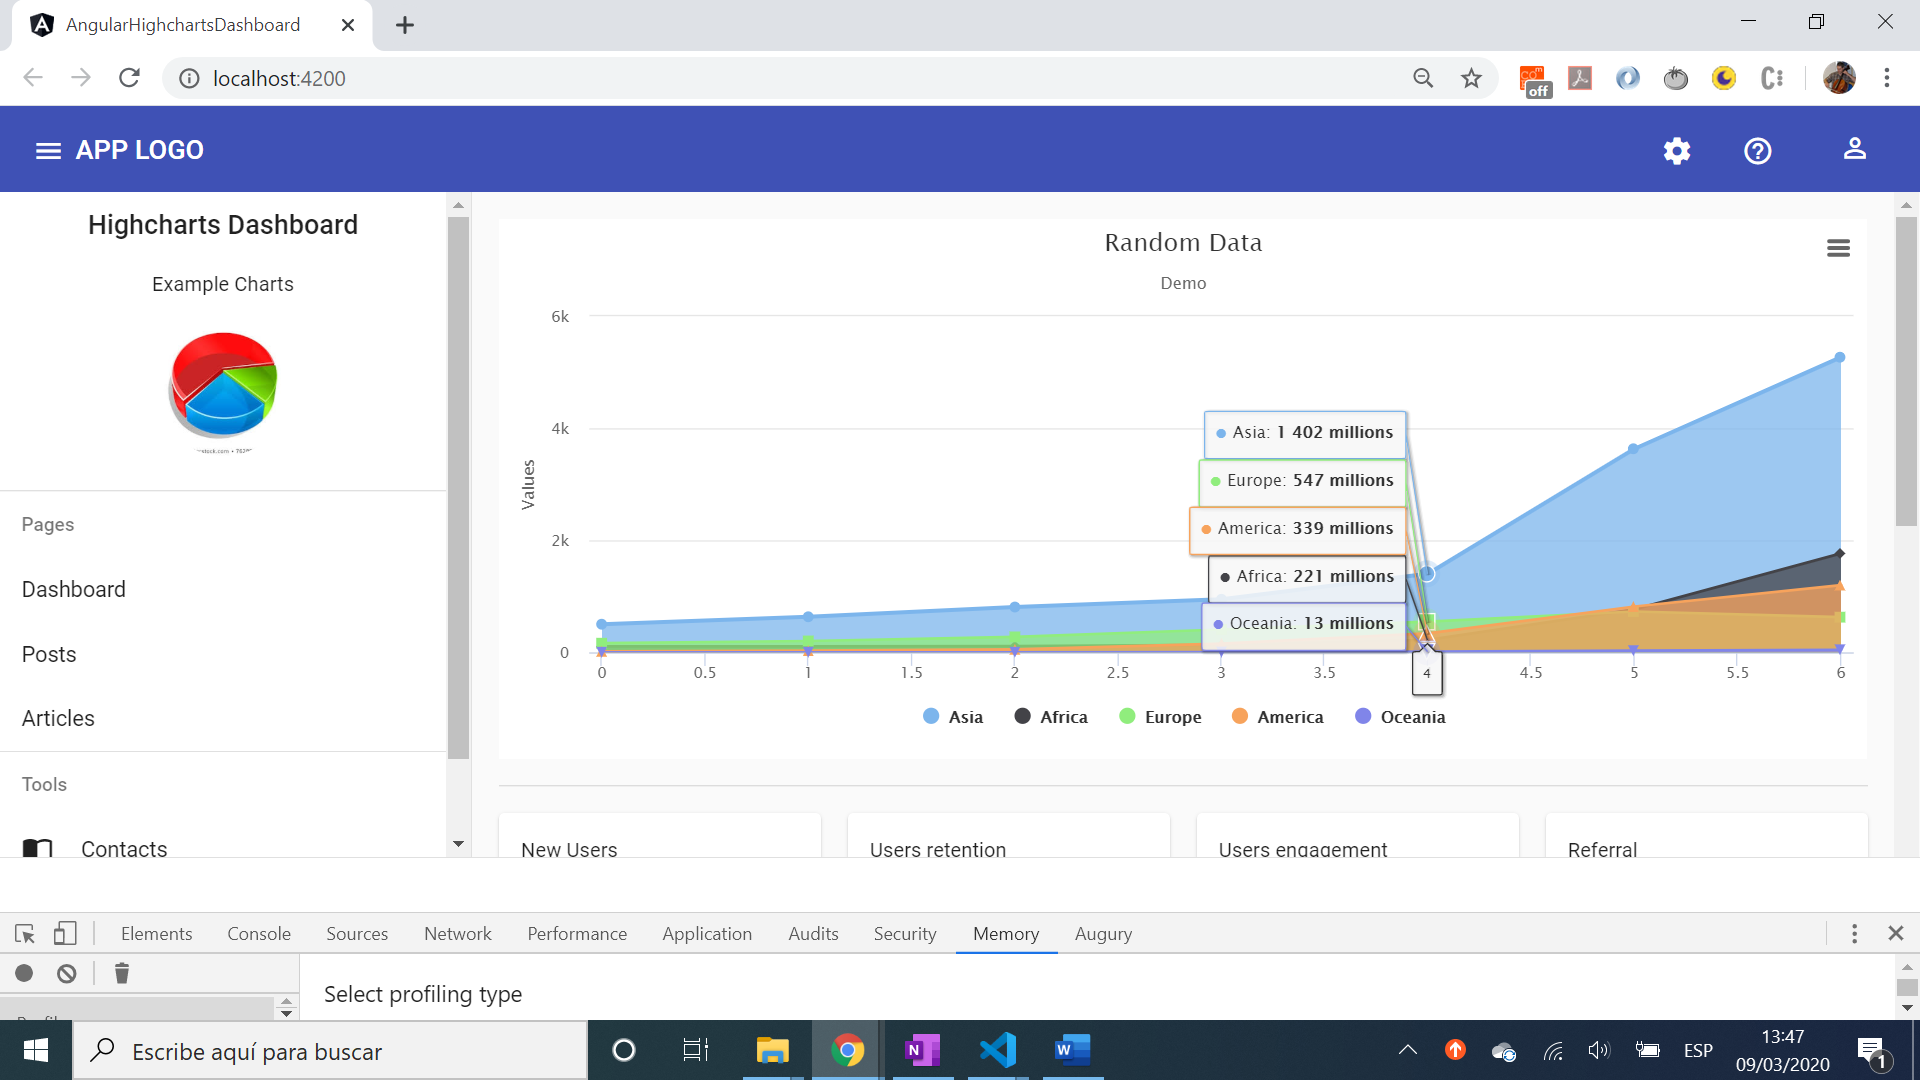 AngularHighchartsDashboard
localhost:4200
off
APP LOGO
Highcharts Dashboard
Example Charts
Pages
Dashboard
Posts
Articles
Tools
Contacts
Random Data
Demo
Values
6k
4k
2k
0
Asia: 1 402 millions
Europe: 547 millions
America: 339 millions
Africa: 221 millions
Oceania: 13 millions
0 0.5 1 1.5 2 2.5 3 3.5 4 4.5 5 5.5 6
Asia Africa Europe America Oceania
New Users Users retention Users engagement Referral
Elements Console Sources Network Performance Application Audits Security Memory Augury
Select profiling type
Escribe aquí para buscar
ESP
13:47
09/03/2020
1